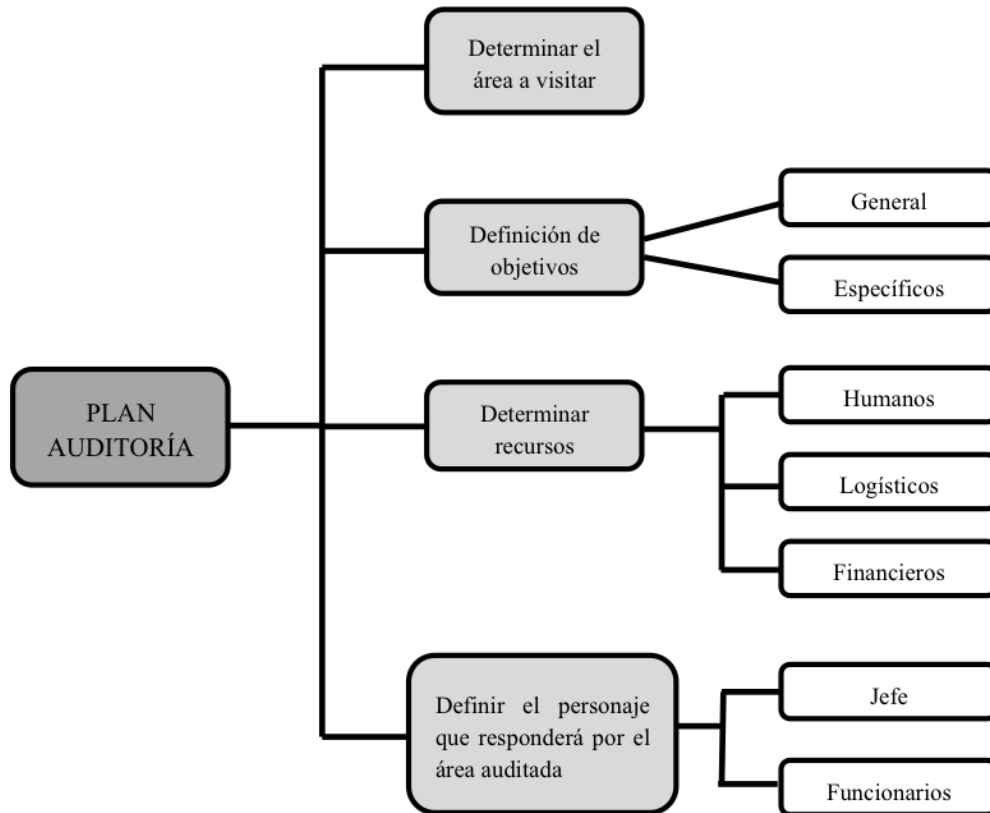 Determinar el
área a visitar
General
Definición de
objetivos
Específicos
PLAN
AUDITORÍA
Determinar
recursos
Humanos
Logísticos
Financieros
Definir el personaje
que responderá por el
área auditada
Jefe
Funcionarios